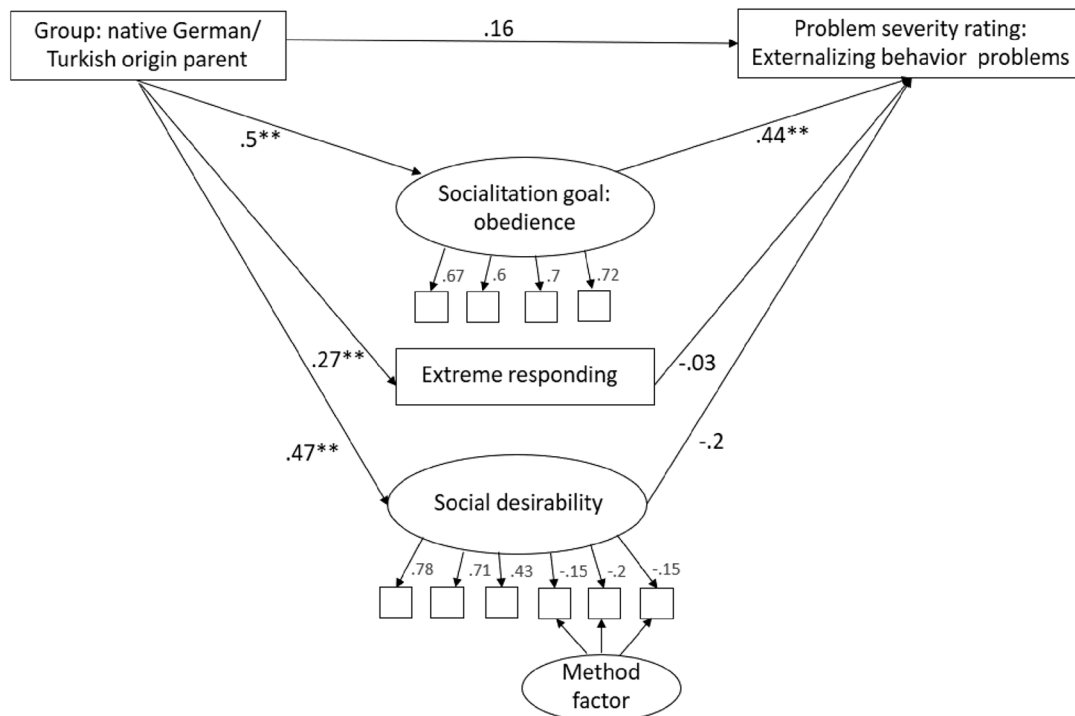 Group: native German/
Turkish origin parent
.16
Problem severity rating:
Externalizing behavior problems
.5**
.44**
Socialitation goal:
obedience
.67
.6
.7
.72
.27**
Extreme responding
-.03
.47**
-.2
Social desirability
.78
.71
.43
-.15
-.2
-.15
Method
factor